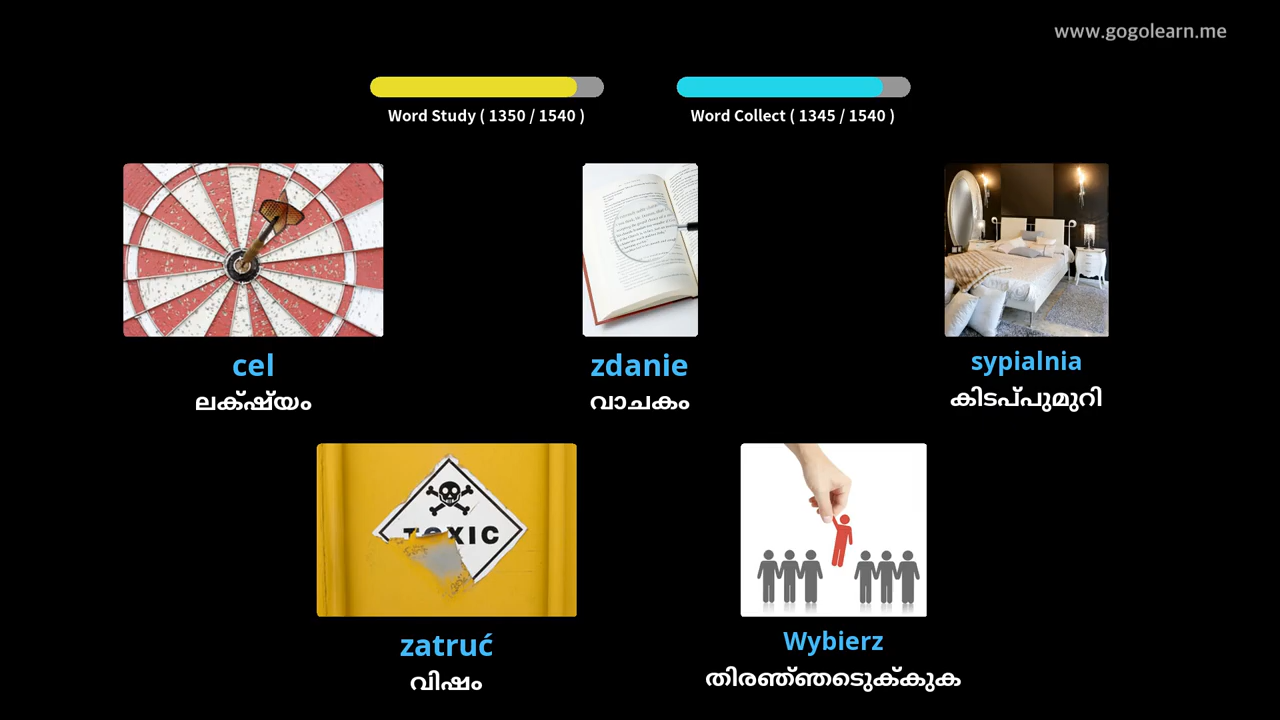 www.gogolearn.me
Word Study ( 1350 / 1540 )
Word Collect ( 1345 / 1540 )
cel
ലക്ഷ്യം
zdanie
വാചകം
sypialnia
കിടപ്പുമുറി
TOXIC
zatruć
വിഷം
Wybierz
തിരഞ്ഞെടുക്കുക